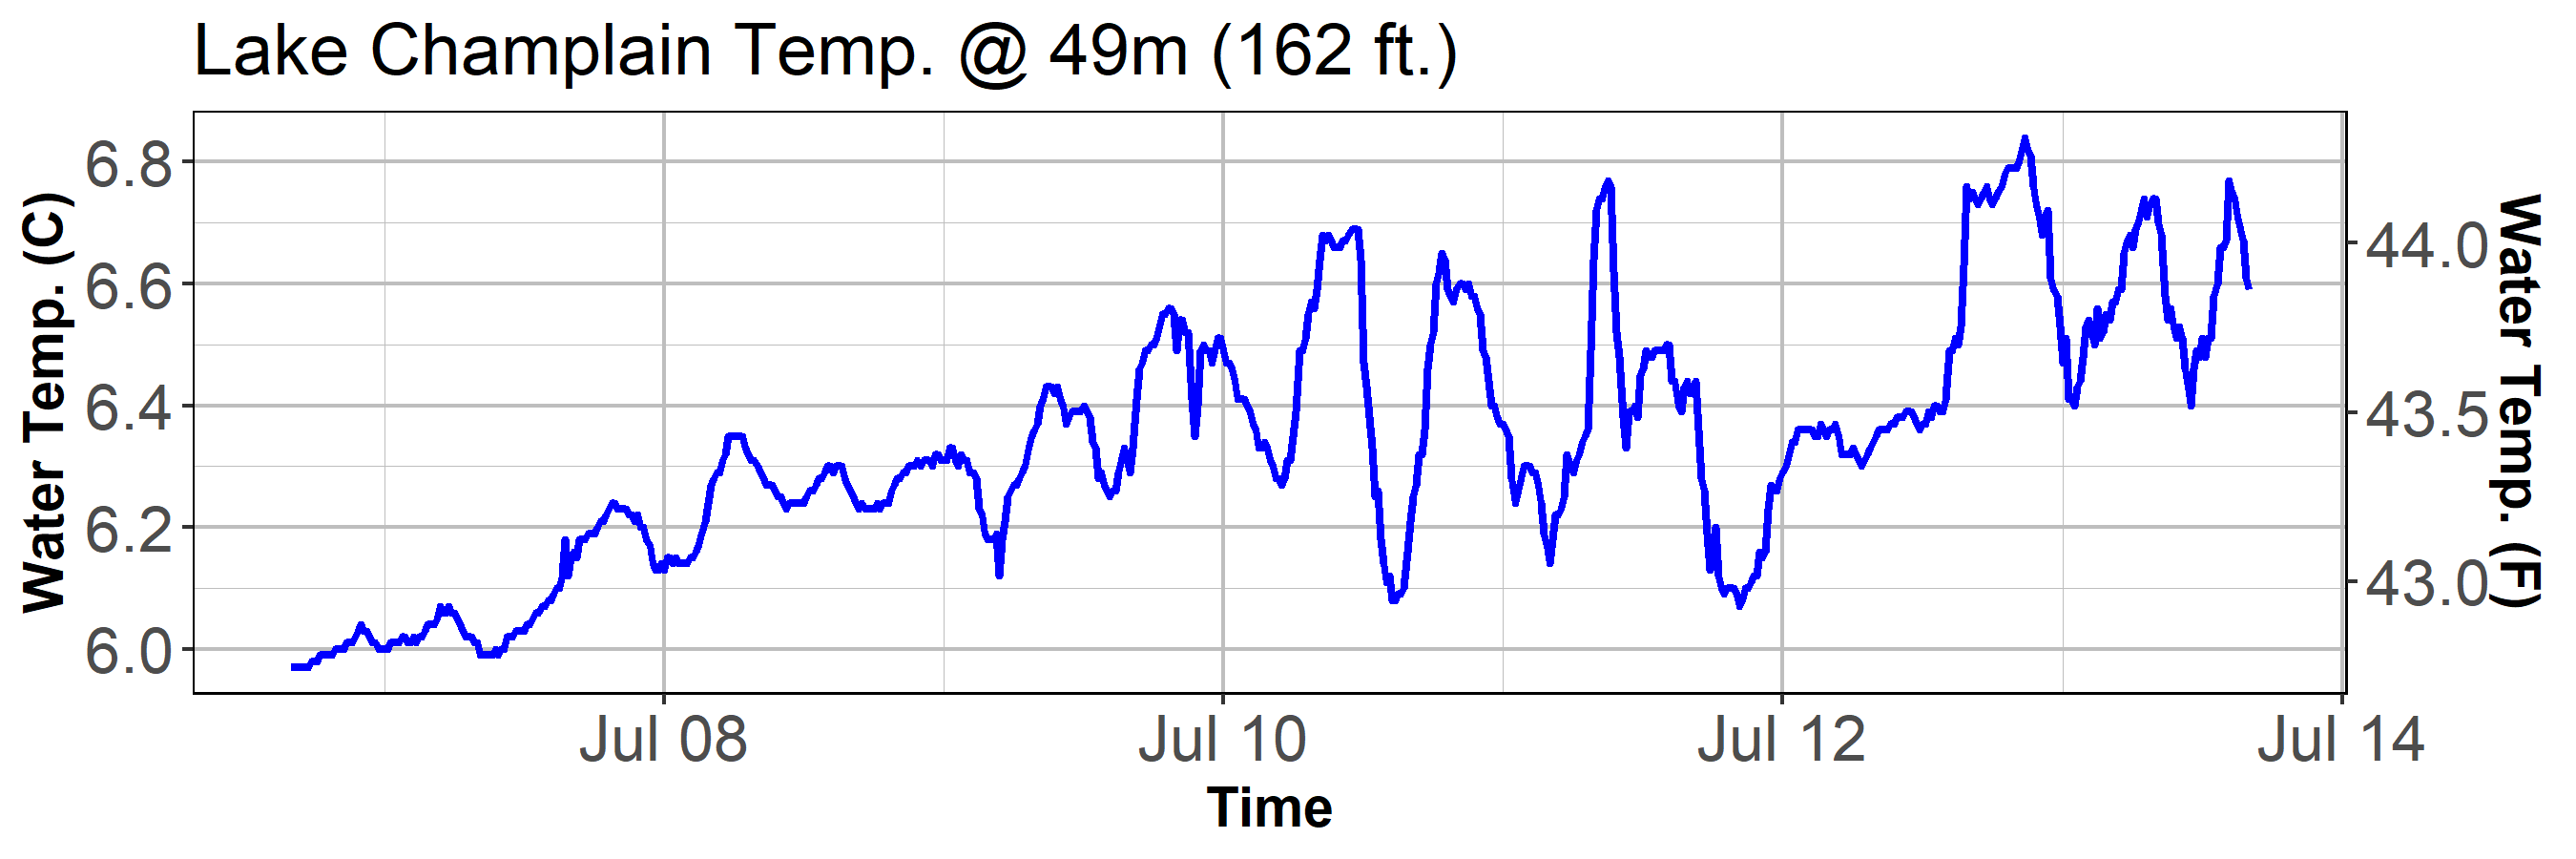 Lake Champlain Temp. @ 49m (162 ft.)
Water Temp. (C)
6.8
6.6
6.4
6.2
6.0
44.0
43.5
43.0
Water Temp. (F)
Jul 08
Jul 10
Jul 12
Jul 14
Time